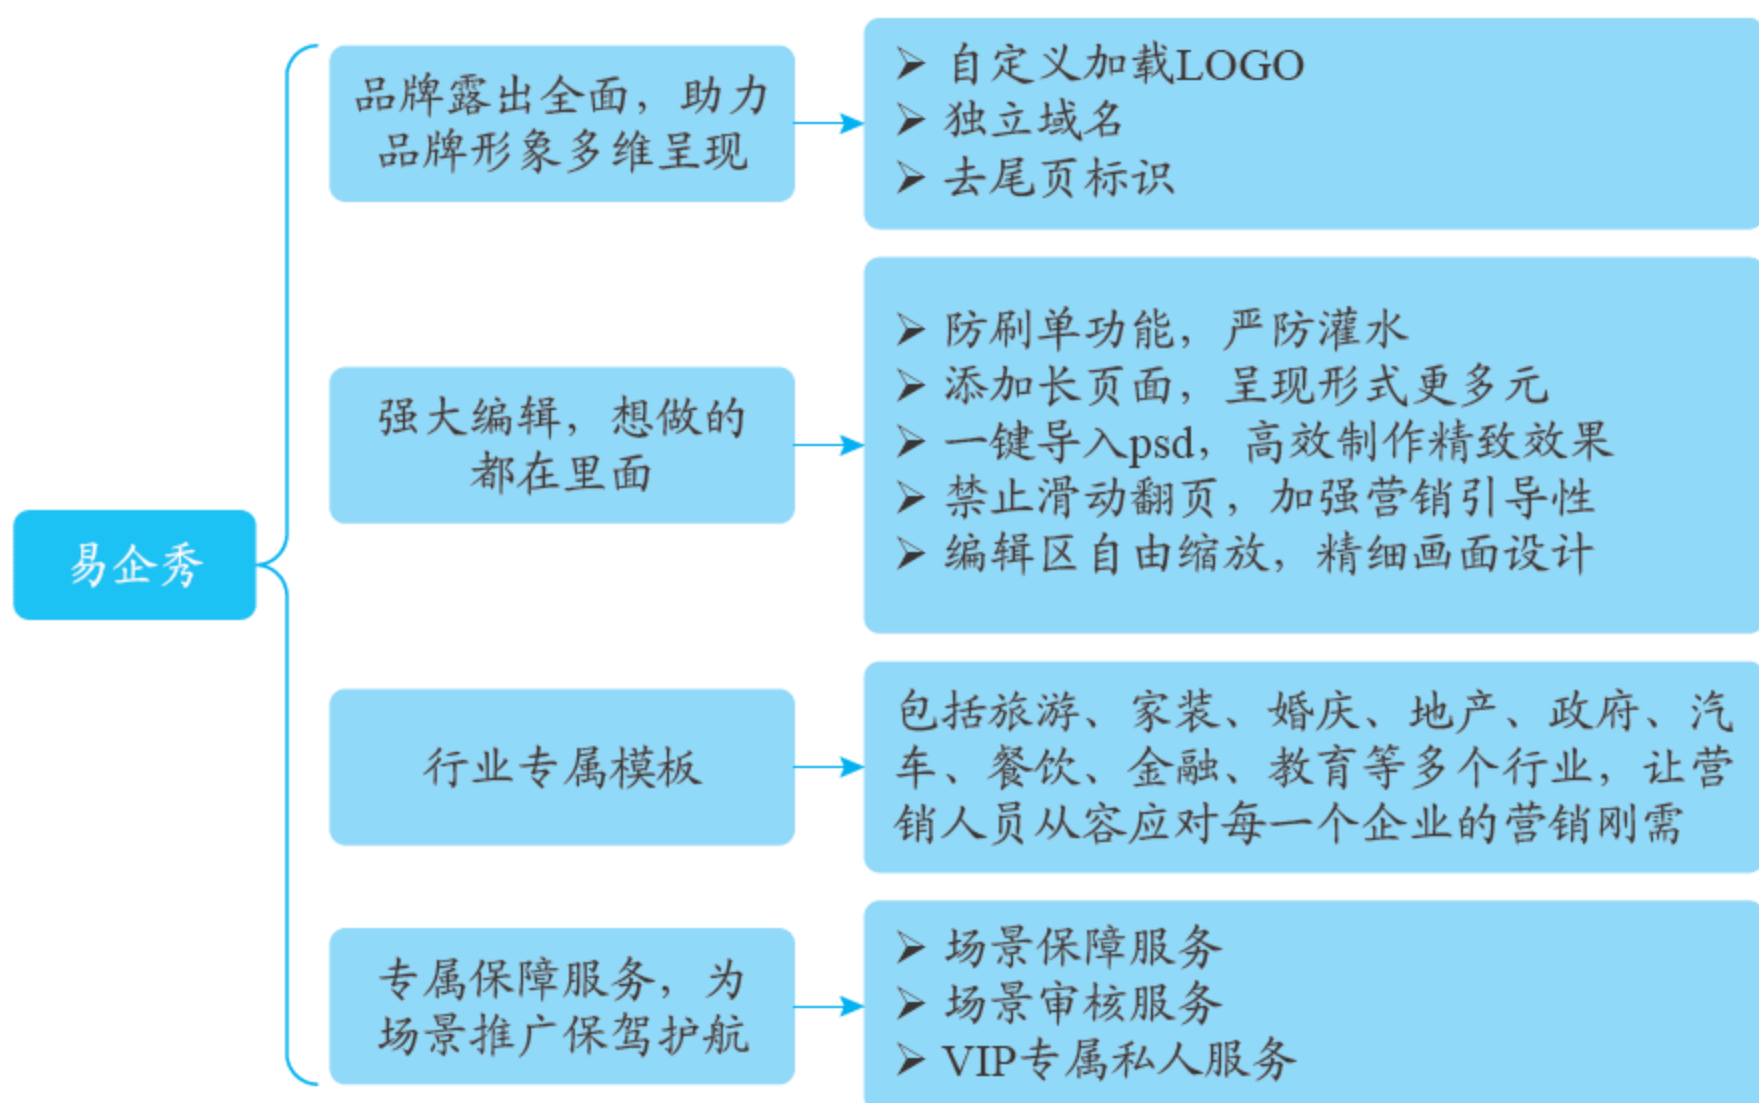 易企秀
品牌露出全面，助力
品牌形象多维呈现
➢ 自定义加载LOGO
➢ 独立域名
➢ 去尾页标识
强大编辑，想做的
都在里面
➢ 防刷单功能，严防灌水
➢ 添加长页面，呈现形式更多元
➢ 一键导入psd，高效制作精致效果
➢ 禁止滑动翻页，加强营销引导性
➢ 编辑区自由缩放，精细画面设计
行业专属模板
包括旅游、家装、婚庆、地产、政府、汽
车、餐饮、金融、教育等多个行业，让营
销人员从容应对每一个企业的营销刚需
专属保障服务，为
场景推广保驾护航
➢ 场景保障服务
➢ 场景审核服务
➢ VIP专属私人服务